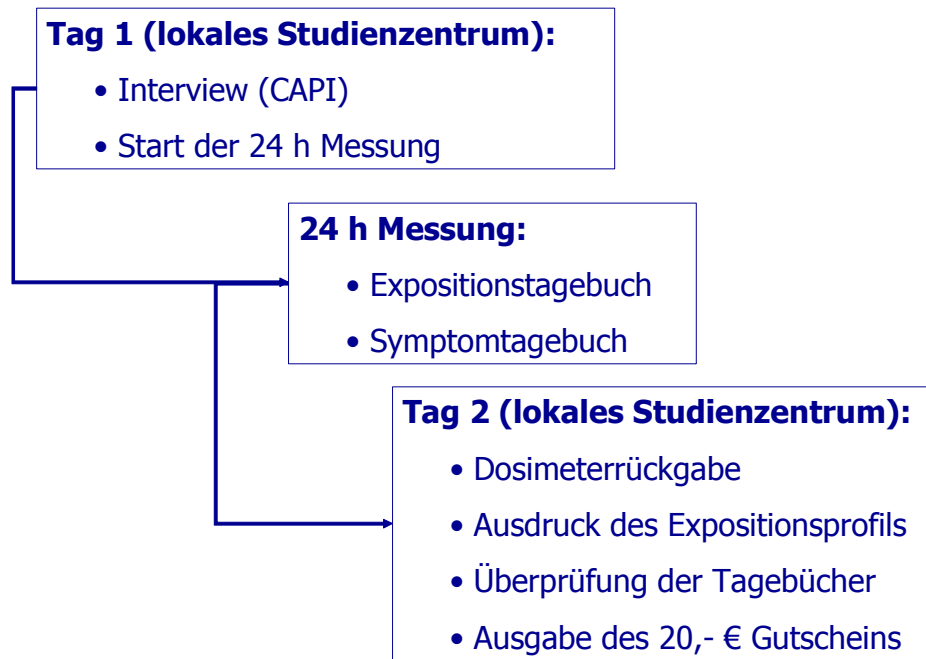 Tag 1 (lokales Studienzentrum):
• Interview (CAPI)
• Start der 24 h Messung
24 h Messung:
• Expositionstagebuch
• Symptomtagebuch
Tag 2 (lokales Studienzentrum):
• Dosimeterrückgabe
• Ausdruck des Expositionsprofils
• Überprüfung der Tagebücher
• Ausgabe des 20,- € Gutscheins